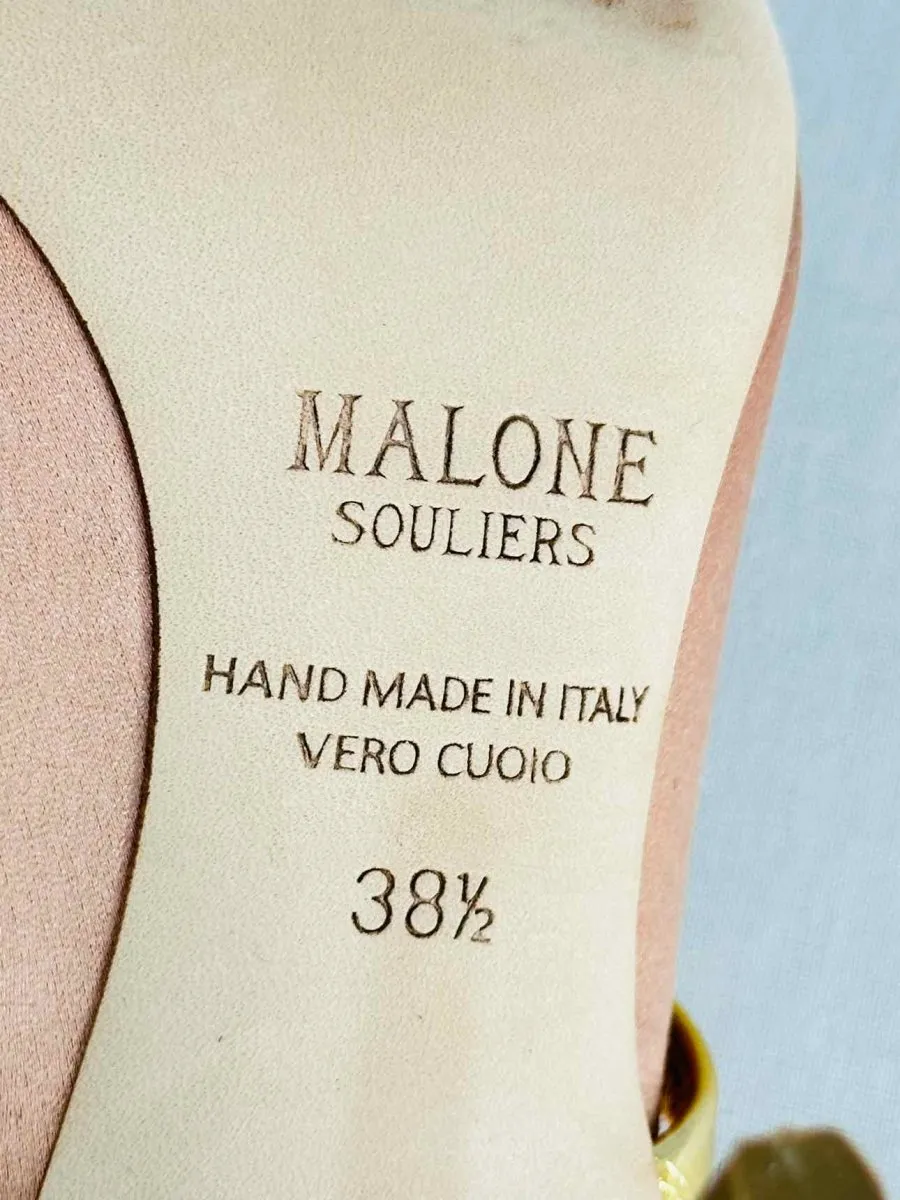 MALONE
SOULIERS
HAND MADE IN ITALY
VERO CUOIO
38½